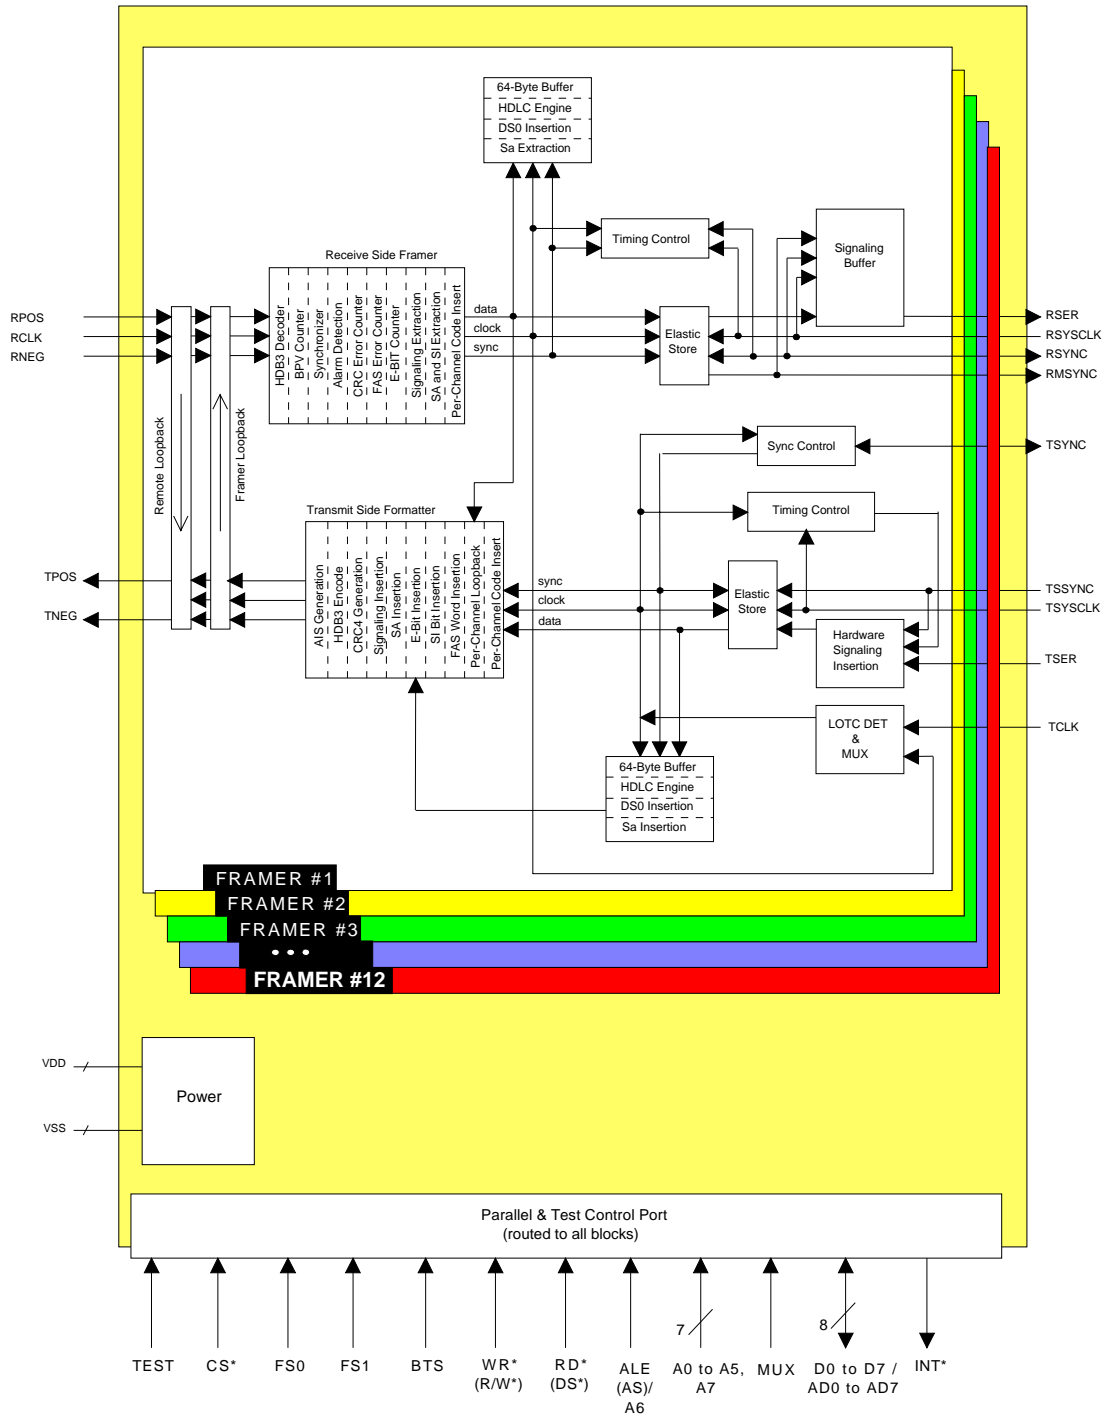 64-Byte Buffer
HDLC Engine
DS0 Insertion
Sa Extraction
Timing Control
Signaling
Buffer
Receive Side Framer
HDB3 Decoder
BPV Counter
Synchronizer
Alarm Detection
CRC Error Counter
FAS Error Counter
E-BIT Counter
Signaling Extraction
SA and SI Extraction
Per-Channel Code Insert
data
clock
sync
Elastic
Store
RPOS
RCLK
RNEG
RSER
RSYSCLK
RSYNC
RMSYNC
Remote Loopback
Framer Loopback
Sync Control
TSYNC
Timing Control
Transmit Side Formatter
AIS Generation
HDB3 Encode
CRC4 Generation
Signaling Insertion
SA Insertion
E-Bit Insertion
SI Bit Insertion
FAS Word Insertion
Per-Channel Loopback
Per-Channel Code Insert
sync
clock
data
Elastic
Store
TPOS
TNEG
TSSYNC
TSYSCLK
Hardware
Signaling
Insertion
TSER
LOTC DET
&
MUX
TCLK
64-Byte Buffer
HDLC Engine
DS0 Insertion
Sa Insertion
FRAMER #1
FRAMER #2
FRAMER #3
• • •
FRAMER #12
VDD
VSS
Power
Parallel & Test Control Port
(routed to all blocks)
7
8
TEST
CS*
FS0
FS1
BTS
WR*
(R/W*)
RD*
(DS*)
ALE
(AS)/
A6
A0 to A5,
A7
MUX
D0 to D7 /
AD0 to AD7
INT*